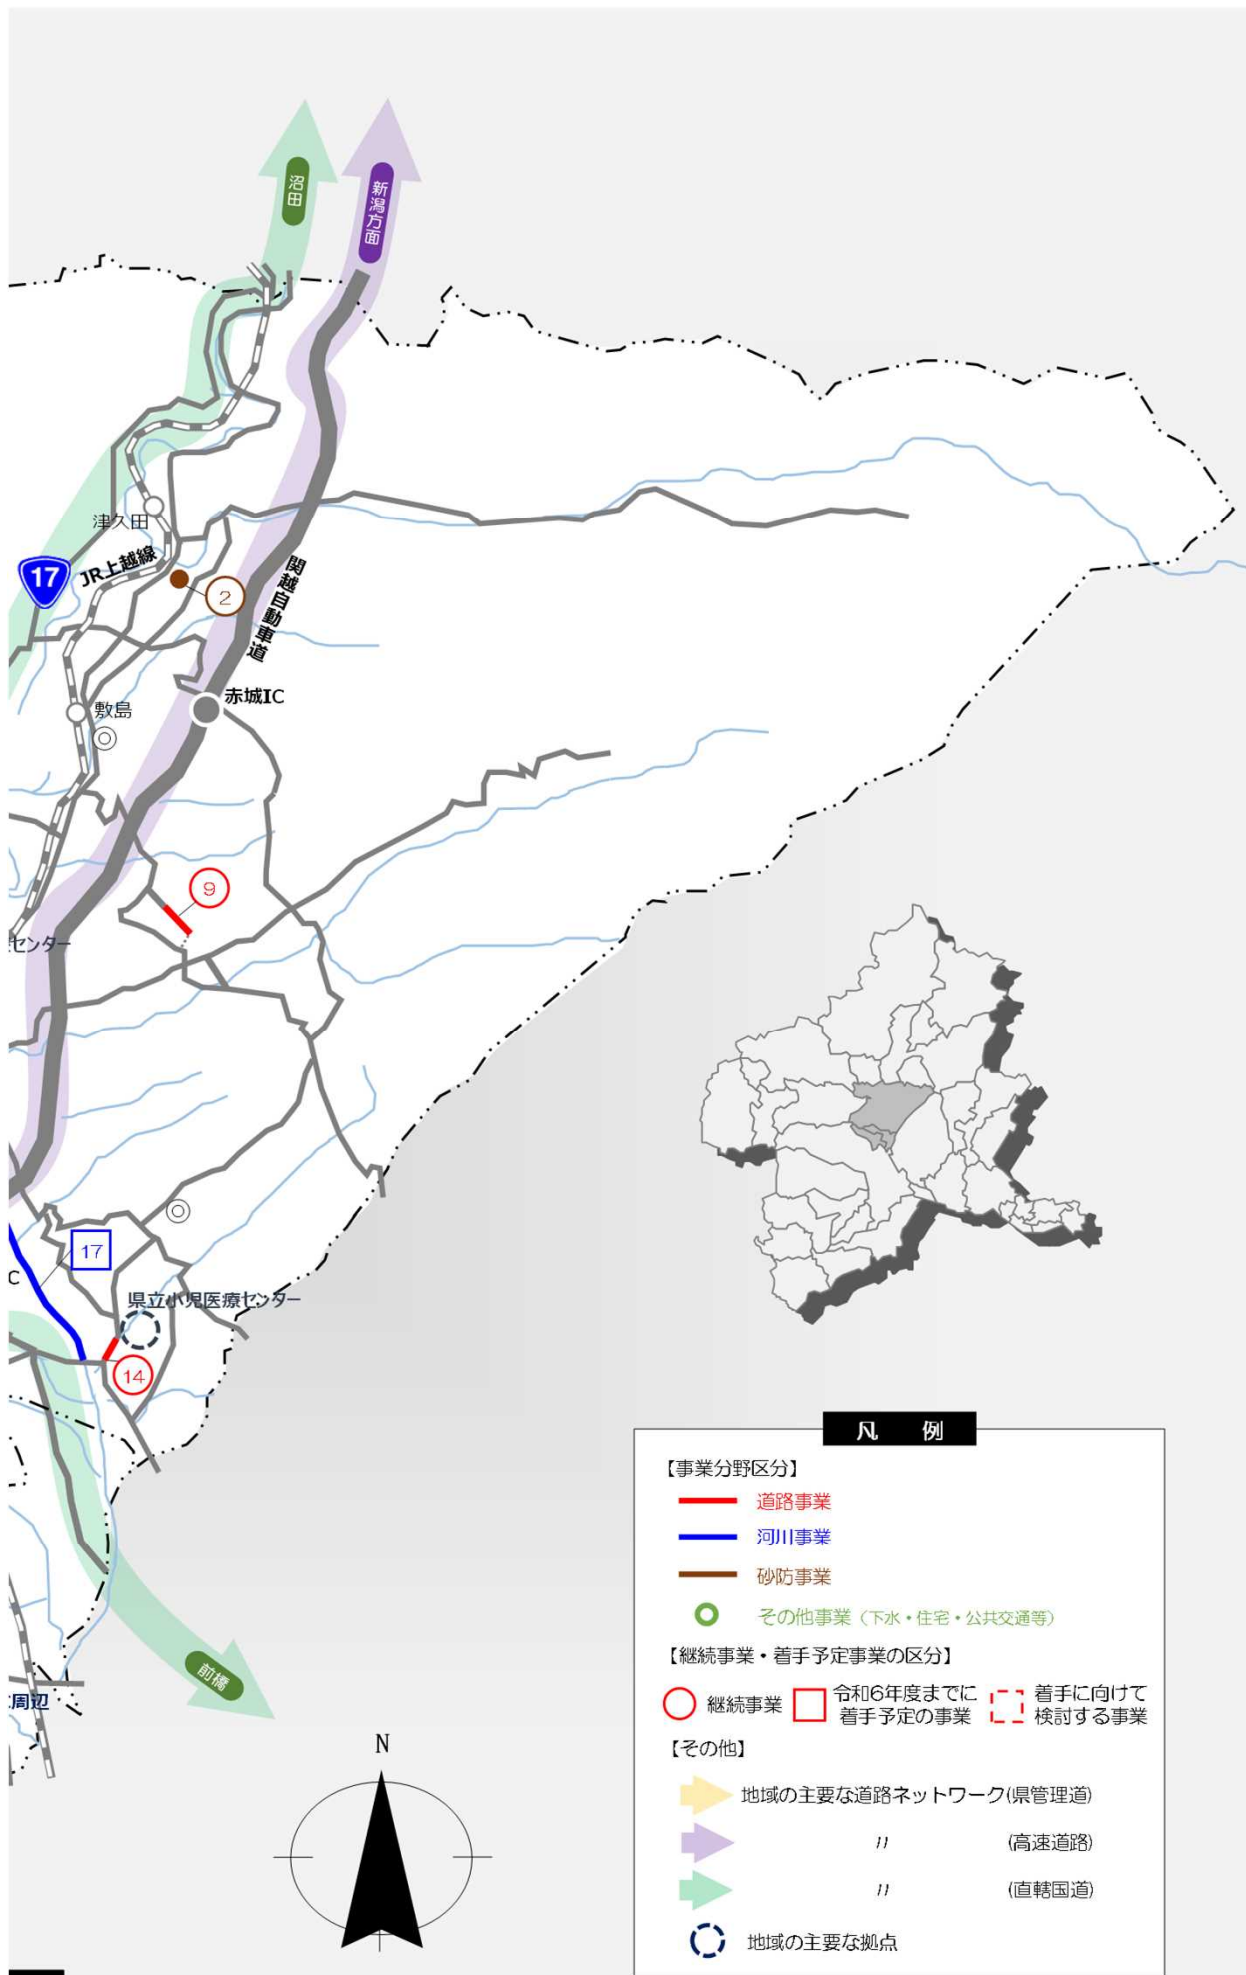 沼田
新潟方面
津久田
17
JR上越線
2
関越自動車道
赤城IC
敷島
9
センター
17
C
県立小児医療センター
14
前橋
周辺
N
凡 例
【事業分野区分】
道路事業
河川事業
砂防事業
その他事業（下水・住宅・公共交通等）
【継続事業・着手予定事業の区分】
継続事業
令和6年度までに
着手予定の事業
着手に向けて
検討する事業
【その他】
地域の主要な道路ネットワーク(県管理道)
〃 (高速道路)
〃 (直轄国道)
地域の主要な拠点